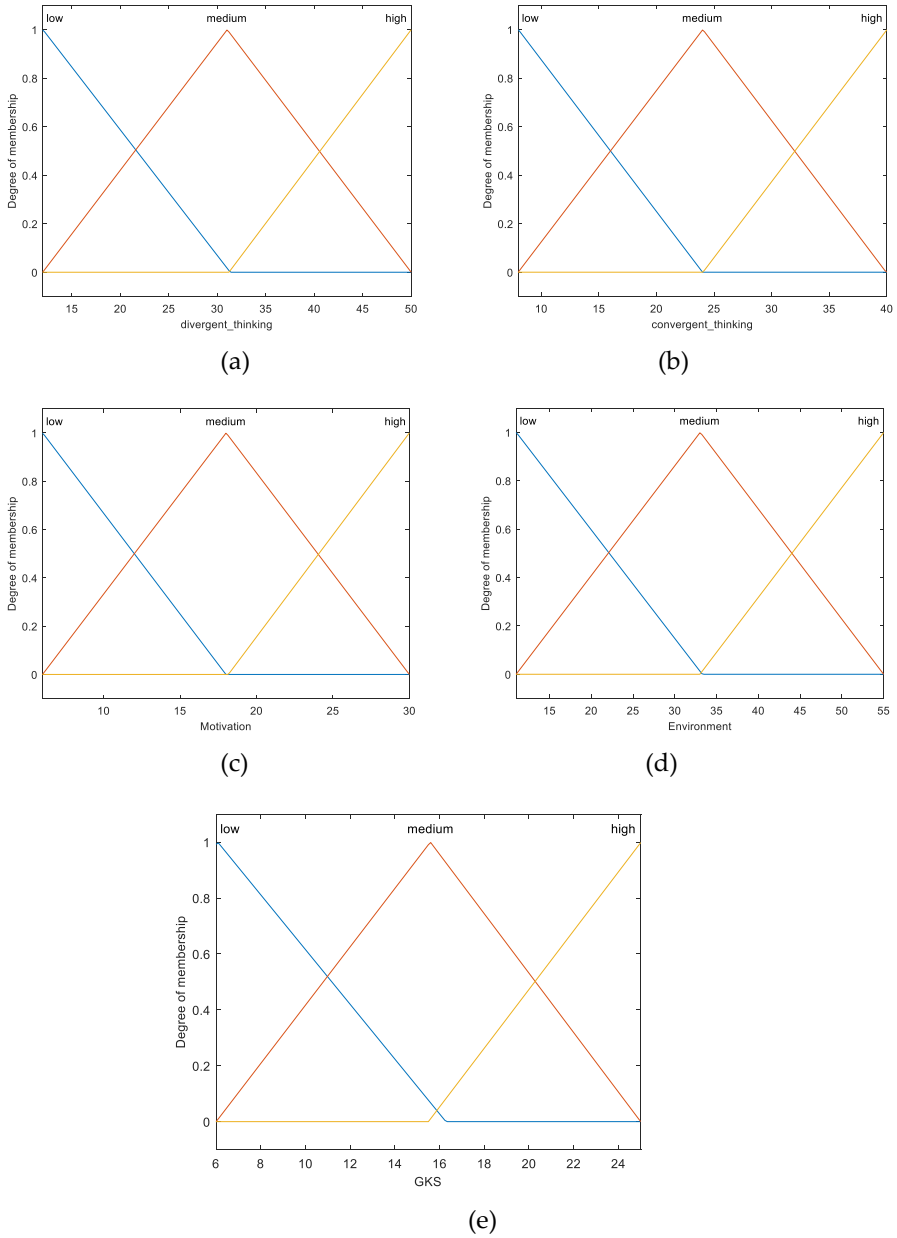 low medium high
1
0.8
0.6
0.4
0.2
0
Degree of membership
15 20 25 30 35 40 45 50
divergent_thinking
(a)
low medium high
1
0.8
0.6
0.4
0.2
0
Degree of membership
10 15 20 25 30 35 40
convergent_thinking
(b)
low medium high
1
0.8
0.6
0.4
0.2
0
Degree of membership
10 15 20 25 30
Motivation
(c)
low medium high
1
0.8
0.6
0.4
0.2
0
Degree of membership
15 20 25 30 35 40 45 50 55
Environment
(d)
low medium high
1
0.8
0.6
0.4
0.2
0
Degree of membership
6 8 10 12 14 16 18 20 22 24
GKS
(e)